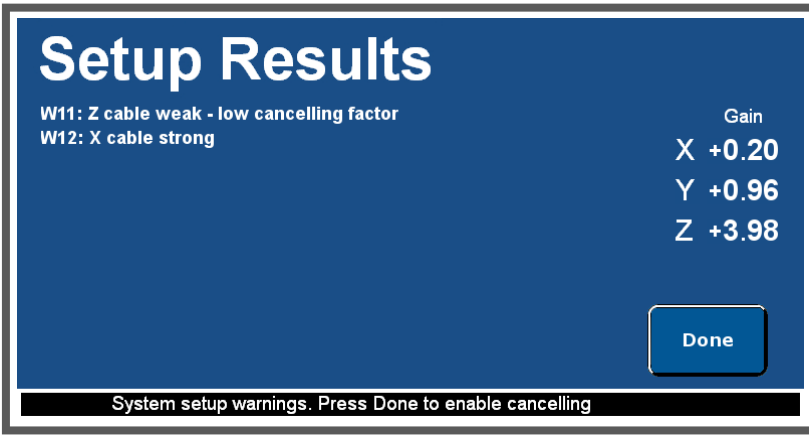 Setup Results
W11: Z cable weak - low cancelling factor
W12: X cable strong
Gain
X +0.20
Y +0.96
Z +3.98
Done
System setup warnings. Press Done to enable cancelling